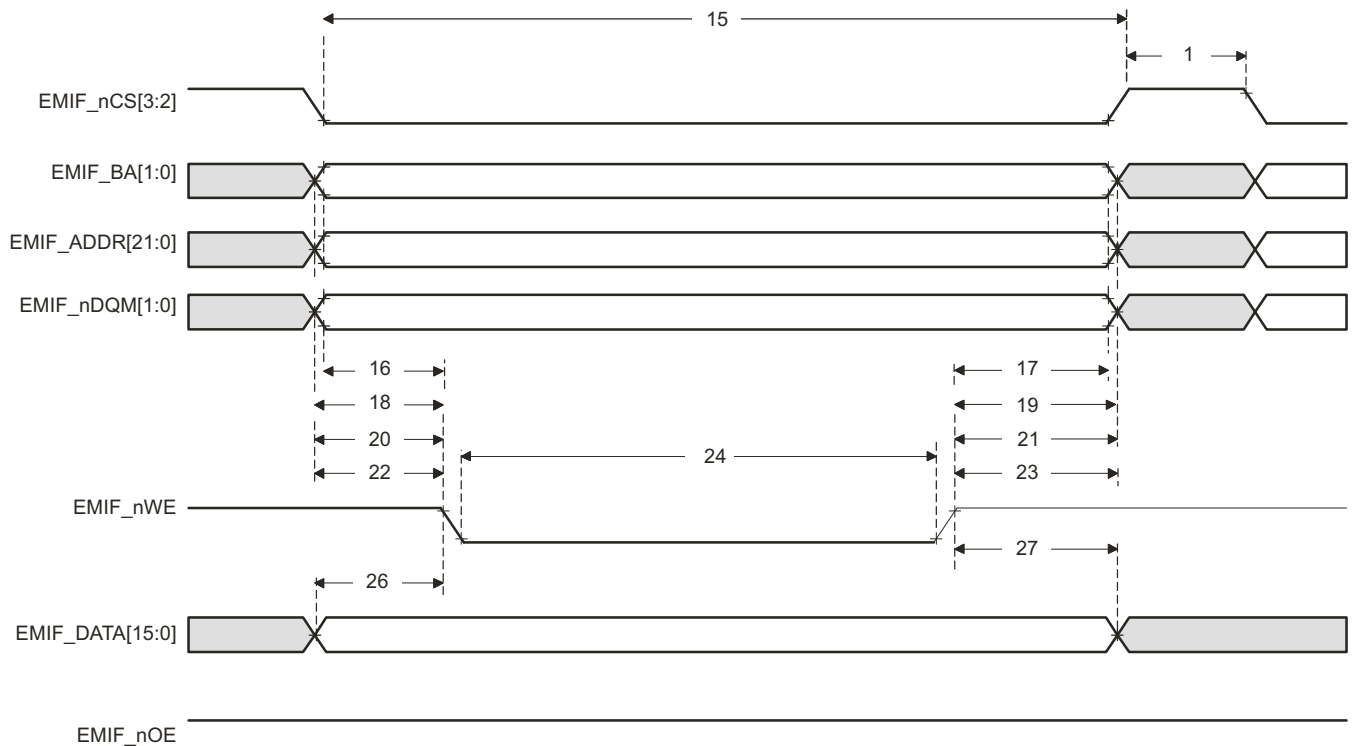 15
1
EMIF_nCS[3:2]
EMIF_BA[1:0]
EMIF_ADDR[21:0]
EMIF_nDQM[1:0]
16
17
18
19
20
21
22
24
23
EMIF_nWE
27
26
EMIF_DATA[15:0]
EMIF_nOE